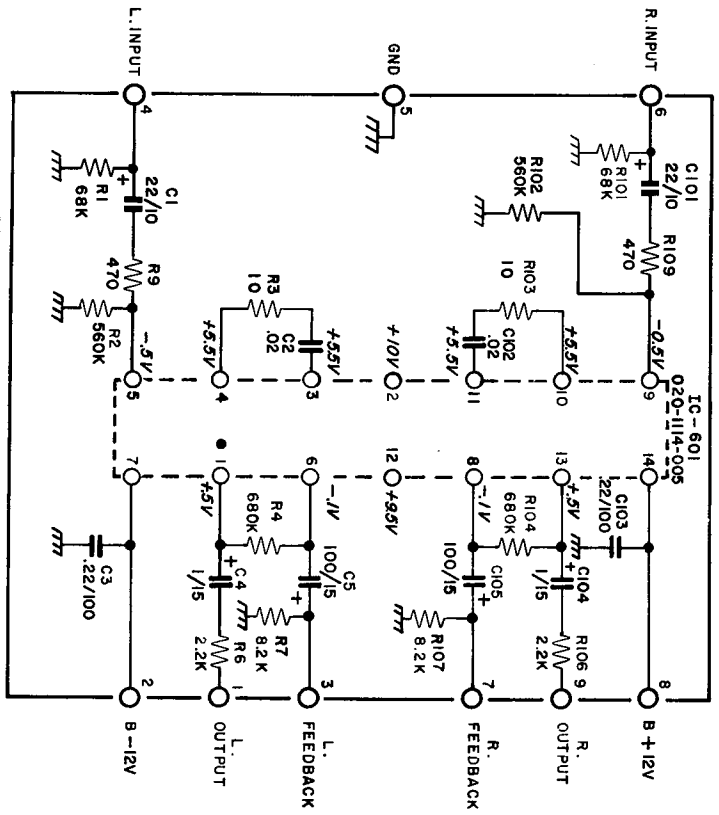 L. INPUT
GND
R. INPUT
4
5
6
R1
68K
+
C1
22/10
R9
470
R2
560K
R101
68K
+
C101
22/10
R102
560K
R109
470
R3
10
C2
.02
R103
10
C102
.02
-.5V
+5.5V
+5.5V
+10V
+5.5V
+5.5V
-0.5V
5
4
3
2
11
10
9
IC-601
020-1114-005
7
1
6
12
8
13
14
+.5V
-.1V
+9.5V
-.1V
+.5V
C3
.22/100
R4
680K
+
C4
1/15
R6
2.2K
C5
100/15
+
R7
8.2K
R104
680K
C105
100/15
+
R107
8.2K
C103
.22/100
+
C104
1/15
R106
2.2K
2
1
3
7
9
8
B -12V
L.
OUTPUT
L.
FEEDBACK
R.
FEEDBACK
R.
OUTPUT
B + 12V